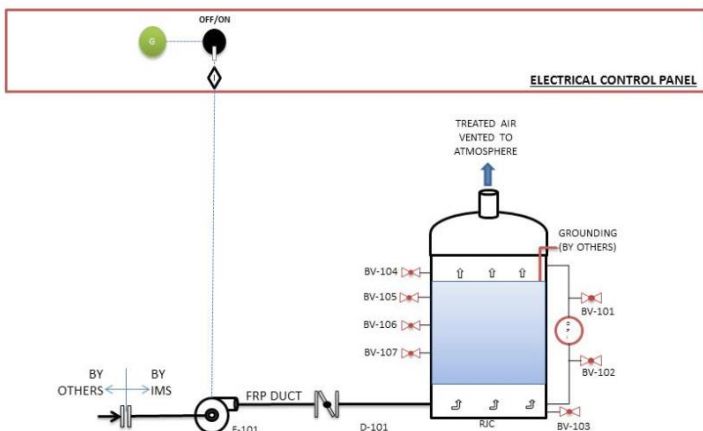 OFF/ON
G
ELECTRICAL CONTROL PANEL
TREATED AIR
VENTED TO
ATMOSPHERE
GROUNDING
(BY OTHERS)
BV-104
BV-105
BV-101
BV-106
BV-107
BV-102
BY
OTHERS
BY
IMS
FRP DUCT
BV-103
F-101
D-101
RJC